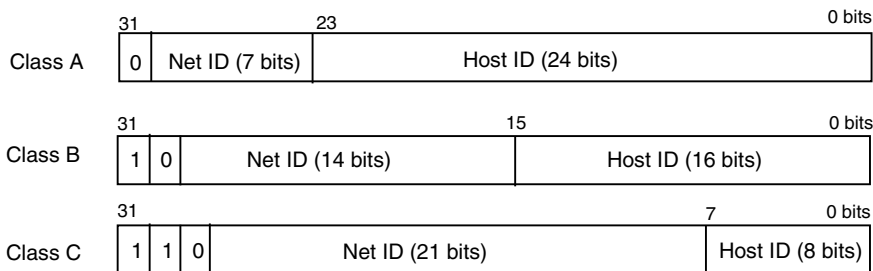 31 23 0 bits
Class A 0 Net ID (7 bits) Host ID (24 bits)
31 15 0 bits
Class B 1 0 Net ID (14 bits) Host ID (16 bits)
31 7 0 bits
Class C 1 1 0 Net ID (21 bits) Host ID (8 bits)